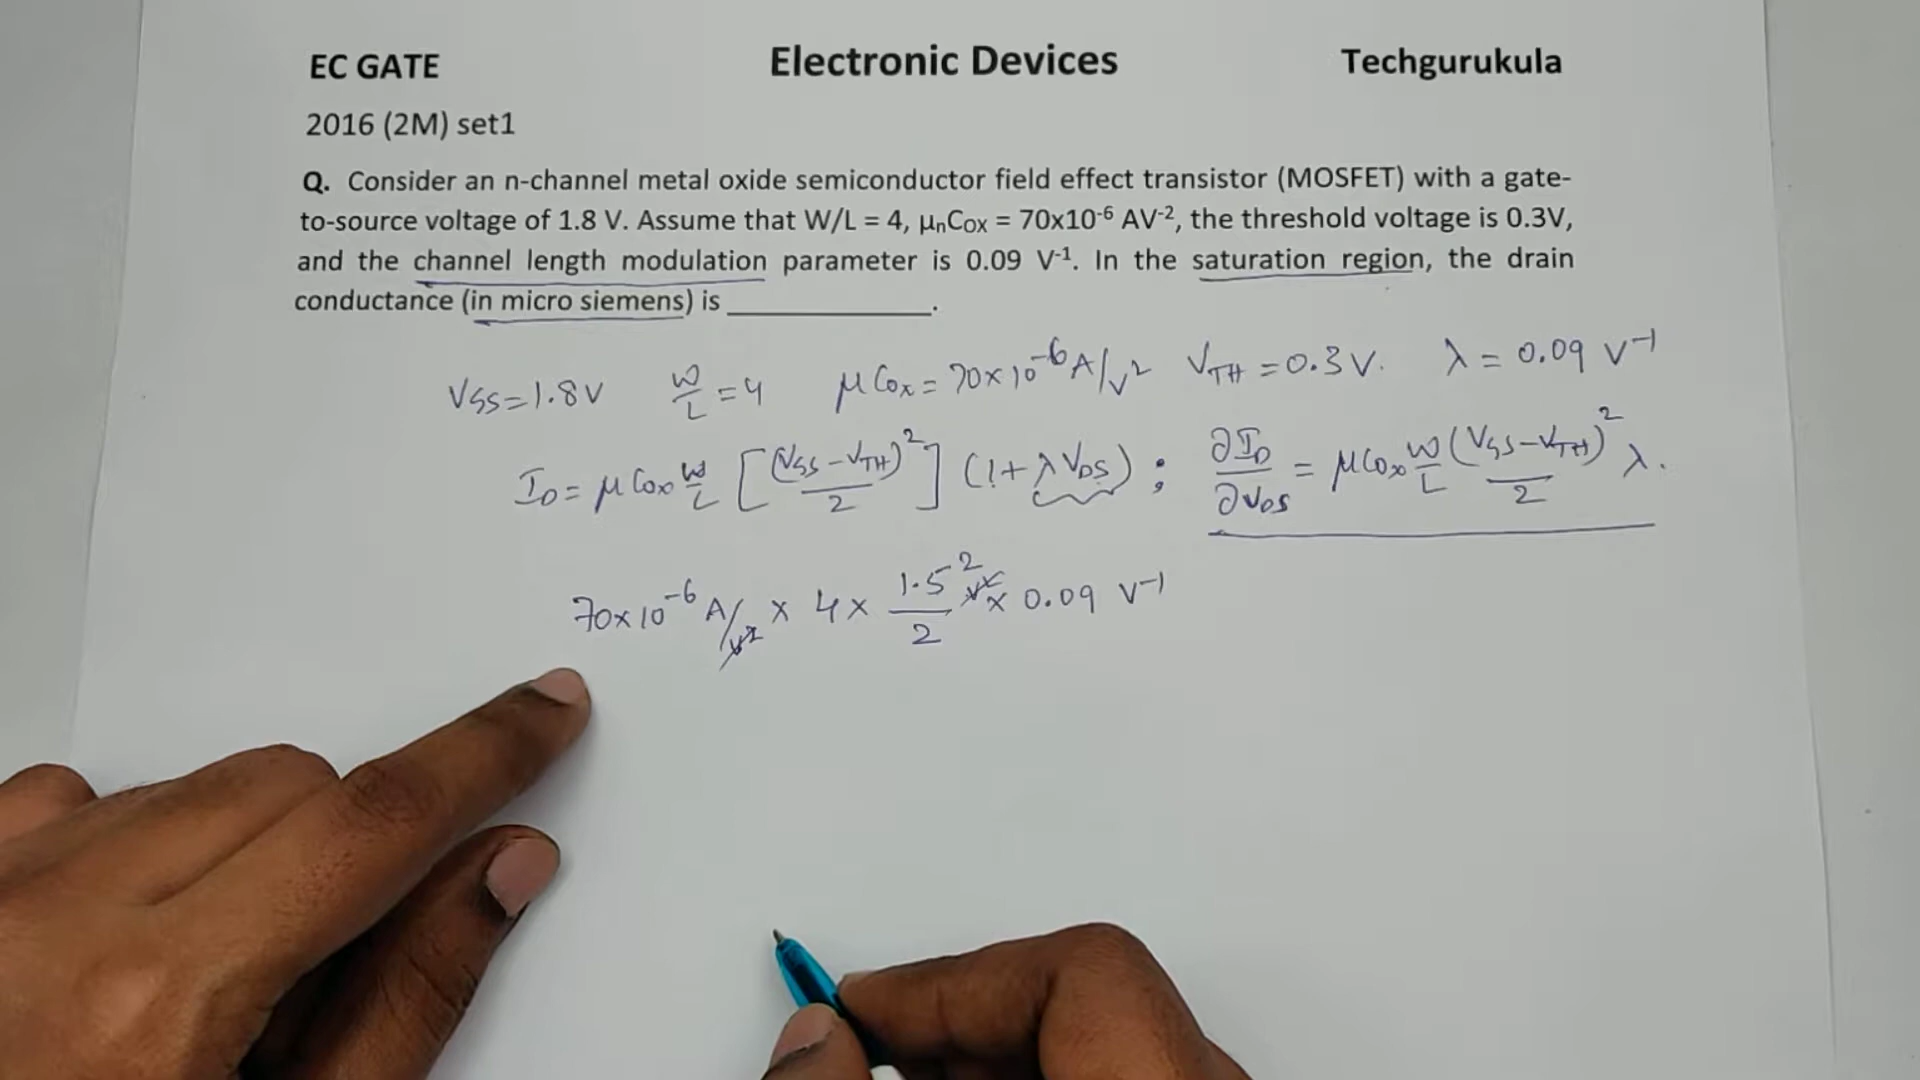 EC GATE Electronic Devices Techgurukula
2016 (2M) set1
Q. Consider an n-channel metal oxide semiconductor field effect transistor (MOSFET) with a gate-
to-source voltage of 1.8 V. Assume that W/L = 4, μₙCox = 70x10⁻⁶ AV⁻², the threshold voltage is 0.3V,
and the channel length modulation parameter is 0.09 V⁻¹. In the saturation region, the drain
conductance (in micro siemens) is ______________.
VGS=1.8V W/L=4 μCox=70×10⁻⁶A/V² VTH=0.3V. λ=0.09 V⁻¹
ID=μCox W/L [(VGS-VTH)²/2] (1+λVDS) ; ∂ID/∂VDS = μCox W/L (VGS-VTH)²/2 λ.
70×10⁻⁶ A/V² × 4× 1.5²/2 V² × 0.09 V⁻¹